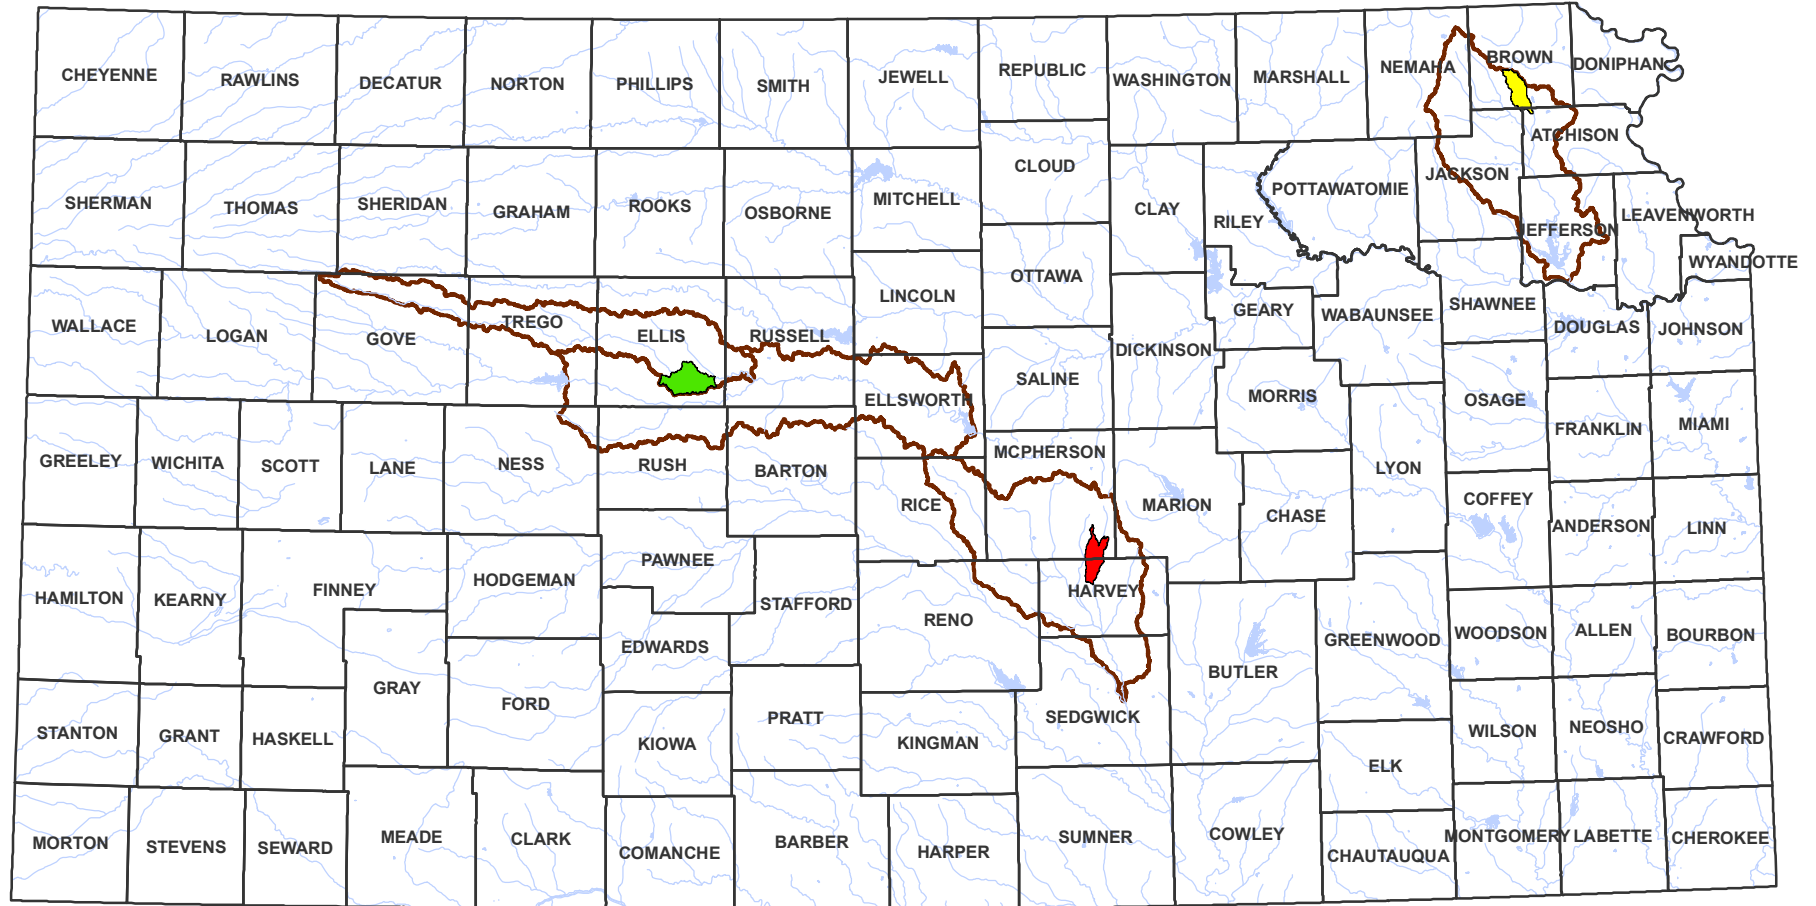 CHEYENNE
RAWLINS
DECATUR
NORTON
PHILLIPS
SMITH
JEWELL
REPUBLIC
WASHINGTON
MARSHALL
NEMAHA
BROWN
DONIPHAN
SHERMAN
THOMAS
SHERIDAN
GRAHAM
ROOKS
OSBORNE
MITCHELL
CLOUD
CLAY
RILEY
POTTAWATOMIE
JACKSON
ATCHISON
JEFFERSON
LEAVENWORTH
WYANDOTTE
WALLACE
LOGAN
GOVE
TREGO
ELLIS
RUSSELL
LINCOLN
OTTAWA
DICKINSON
GEARY
WABAUNSEE
SHAWNEE
DOUGLAS
JOHNSON
ELLSWORTH
SALINE
MORRIS
OSAGE
FRANKLIN
MIAMI
GREELEY
WICHITA
SCOTT
LANE
NESS
RUSH
BARTON
RICE
MCPHERSON
MARION
CHASE
LYON
COFFEY
ANDERSON
LINN
HAMILTON
KEARNY
FINNEY
HODGEMAN
PAWNEE
STAFFORD
RENO
HARVEY
EDWARDS
BUTLER
GREENWOOD
WOODSON
ALLEN
BOURBON
STANTON
GRANT
HASKELL
GRAY
FORD
KIOWA
PRATT
KINGMAN
SEDGWICK
ELK
WILSON
NEOSHO
CRAWFORD
MORTON
STEVENS
SEWARD
MEADE
CLARK
COMANCHE
BARBER
HARPER
SUMNER
COWLEY
CHAUTAUQUA
MONTGOMERY
LABETTE
CHEROKEE